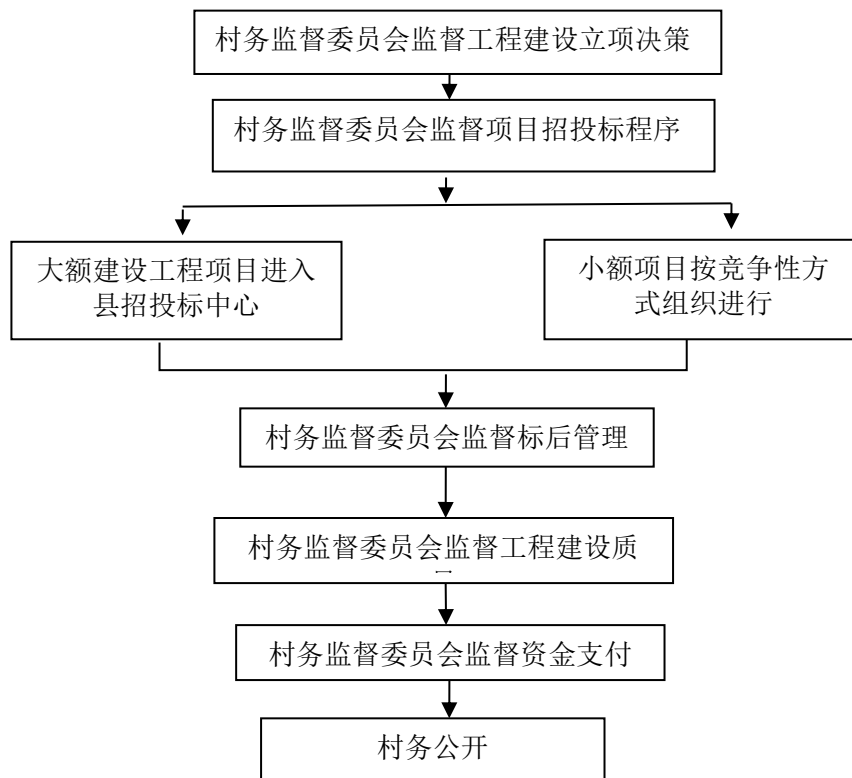 村务监督委员会监督工程建设立项决策
村务监督委员会监督项目招投标程序
大额建设工程项目进入
县招投标中心
小额项目按竞争性方
式组织进行
村务监督委员会监督标后管理
村务监督委员会监督工程建设质
村务监督委员会监督资金支付
村务公开